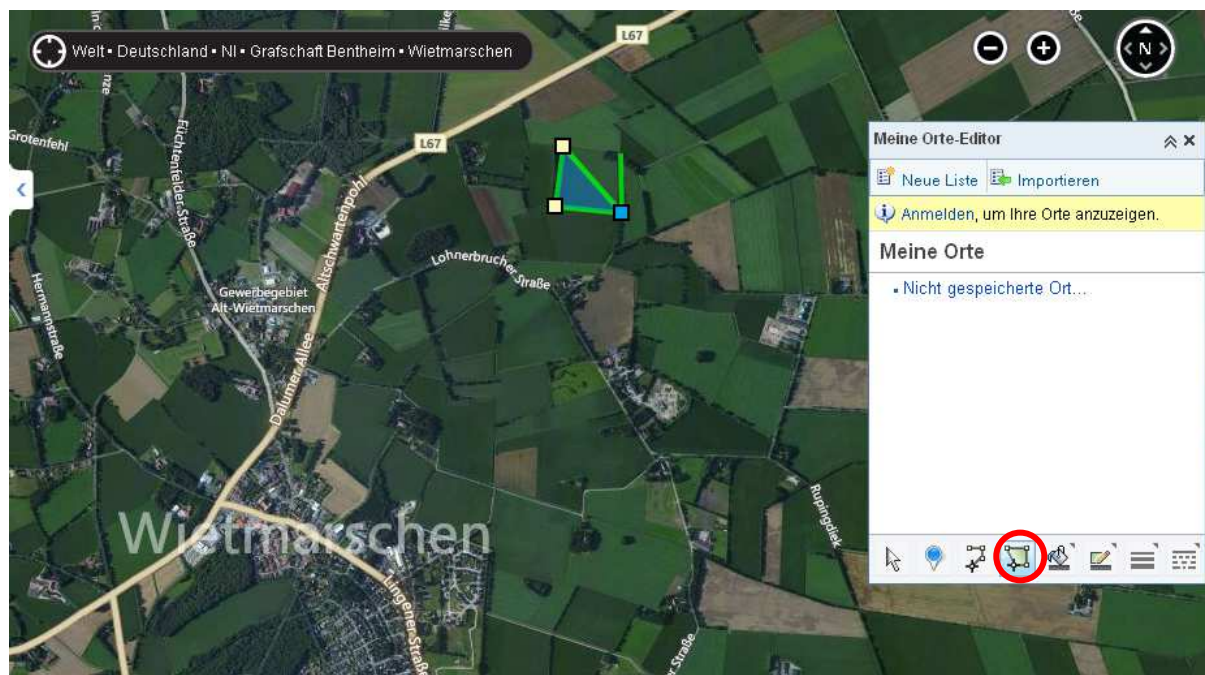 Welt ▪ Deutschland ▪ NI ▪ Grafschaft Bentheim ▪ Wietmarschen
L67
N
Grotenfehl
Füchtenfelder-Straße
L67
Altschwartenpohl
Meine Orte-Editor
Neue Liste Importieren
Anmelden, um Ihre Orte anzuzeigen.
Meine Orte
▪ Nicht gespeicherte Ort...
Lohnerbrucher Straße
Gewerbegebiet
Alt-Wietmarschen
Hermannstraße
Dalumer Allee
Rupingdiek
Wietmarschen
Lingener-Straße